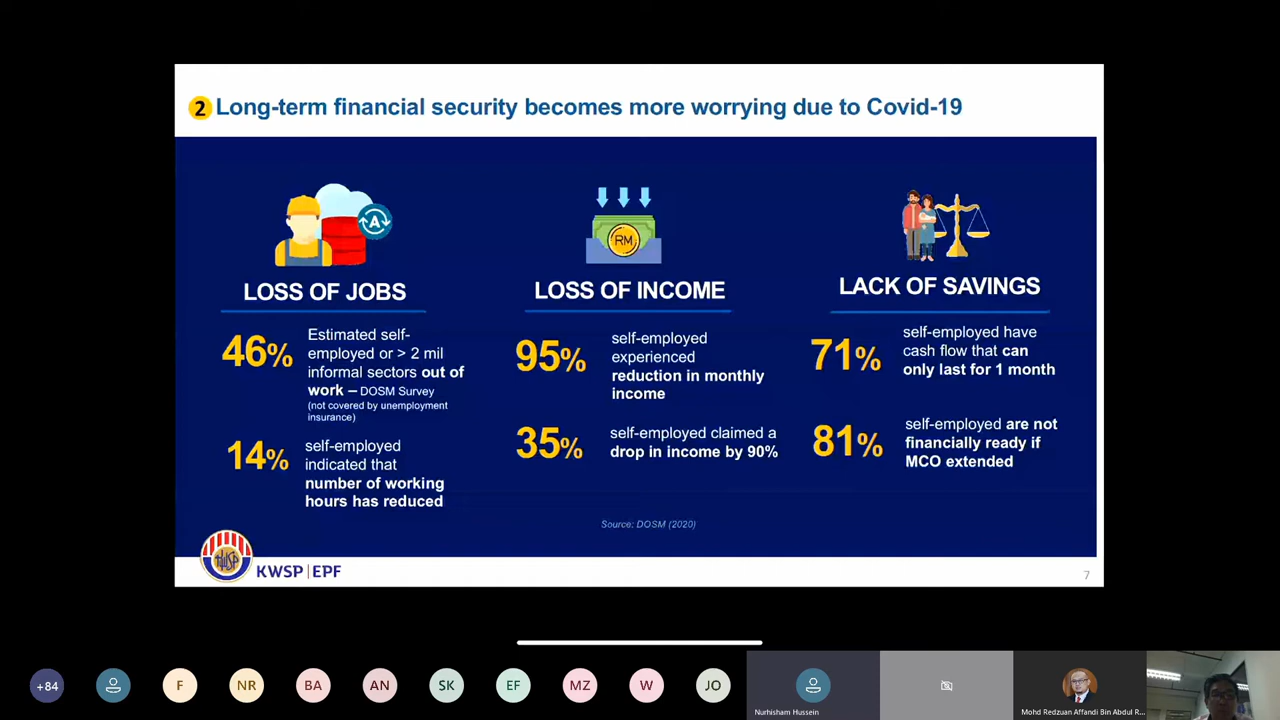 2 Long-term financial security becomes more worrying due to Covid-19
A
RM
LOSS OF JOBS
46%
Estimated self-
employed or > 2 mil
informal sectors out of
work – DOSM Survey
(not covered by unemployment
insurance)
14%
self-employed
indicated that
number of working
hours has reduced
LOSS OF INCOME
95%
self-employed
experienced
reduction in monthly
income
35%
self-employed claimed a
drop in income by 90%
LACK OF SAVINGS
71%
self-employed have
cash flow that can
only last for 1 month
81%
self-employed are not
financially ready if
MCO extended
Source: DOSM (2020)
KWSP
KWSP | EPF
7
+84
F
NR
BA
AN
SK
EF
MZ
W
JO
Nurhisham Hussein
Mohd Redzuan Affandi Bin Abdul R...